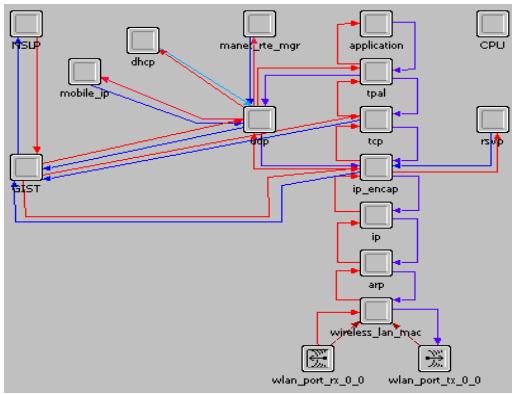 NSLP
manet_rte_mgr
application
CPU
dhcp
mobile_ip
tpal
udp
tcp
rsvp
GIST
ip_encap
ip
arp
wireless_lan_mac
wlan_port_rx_0_0
wlan_port_tx_0_0